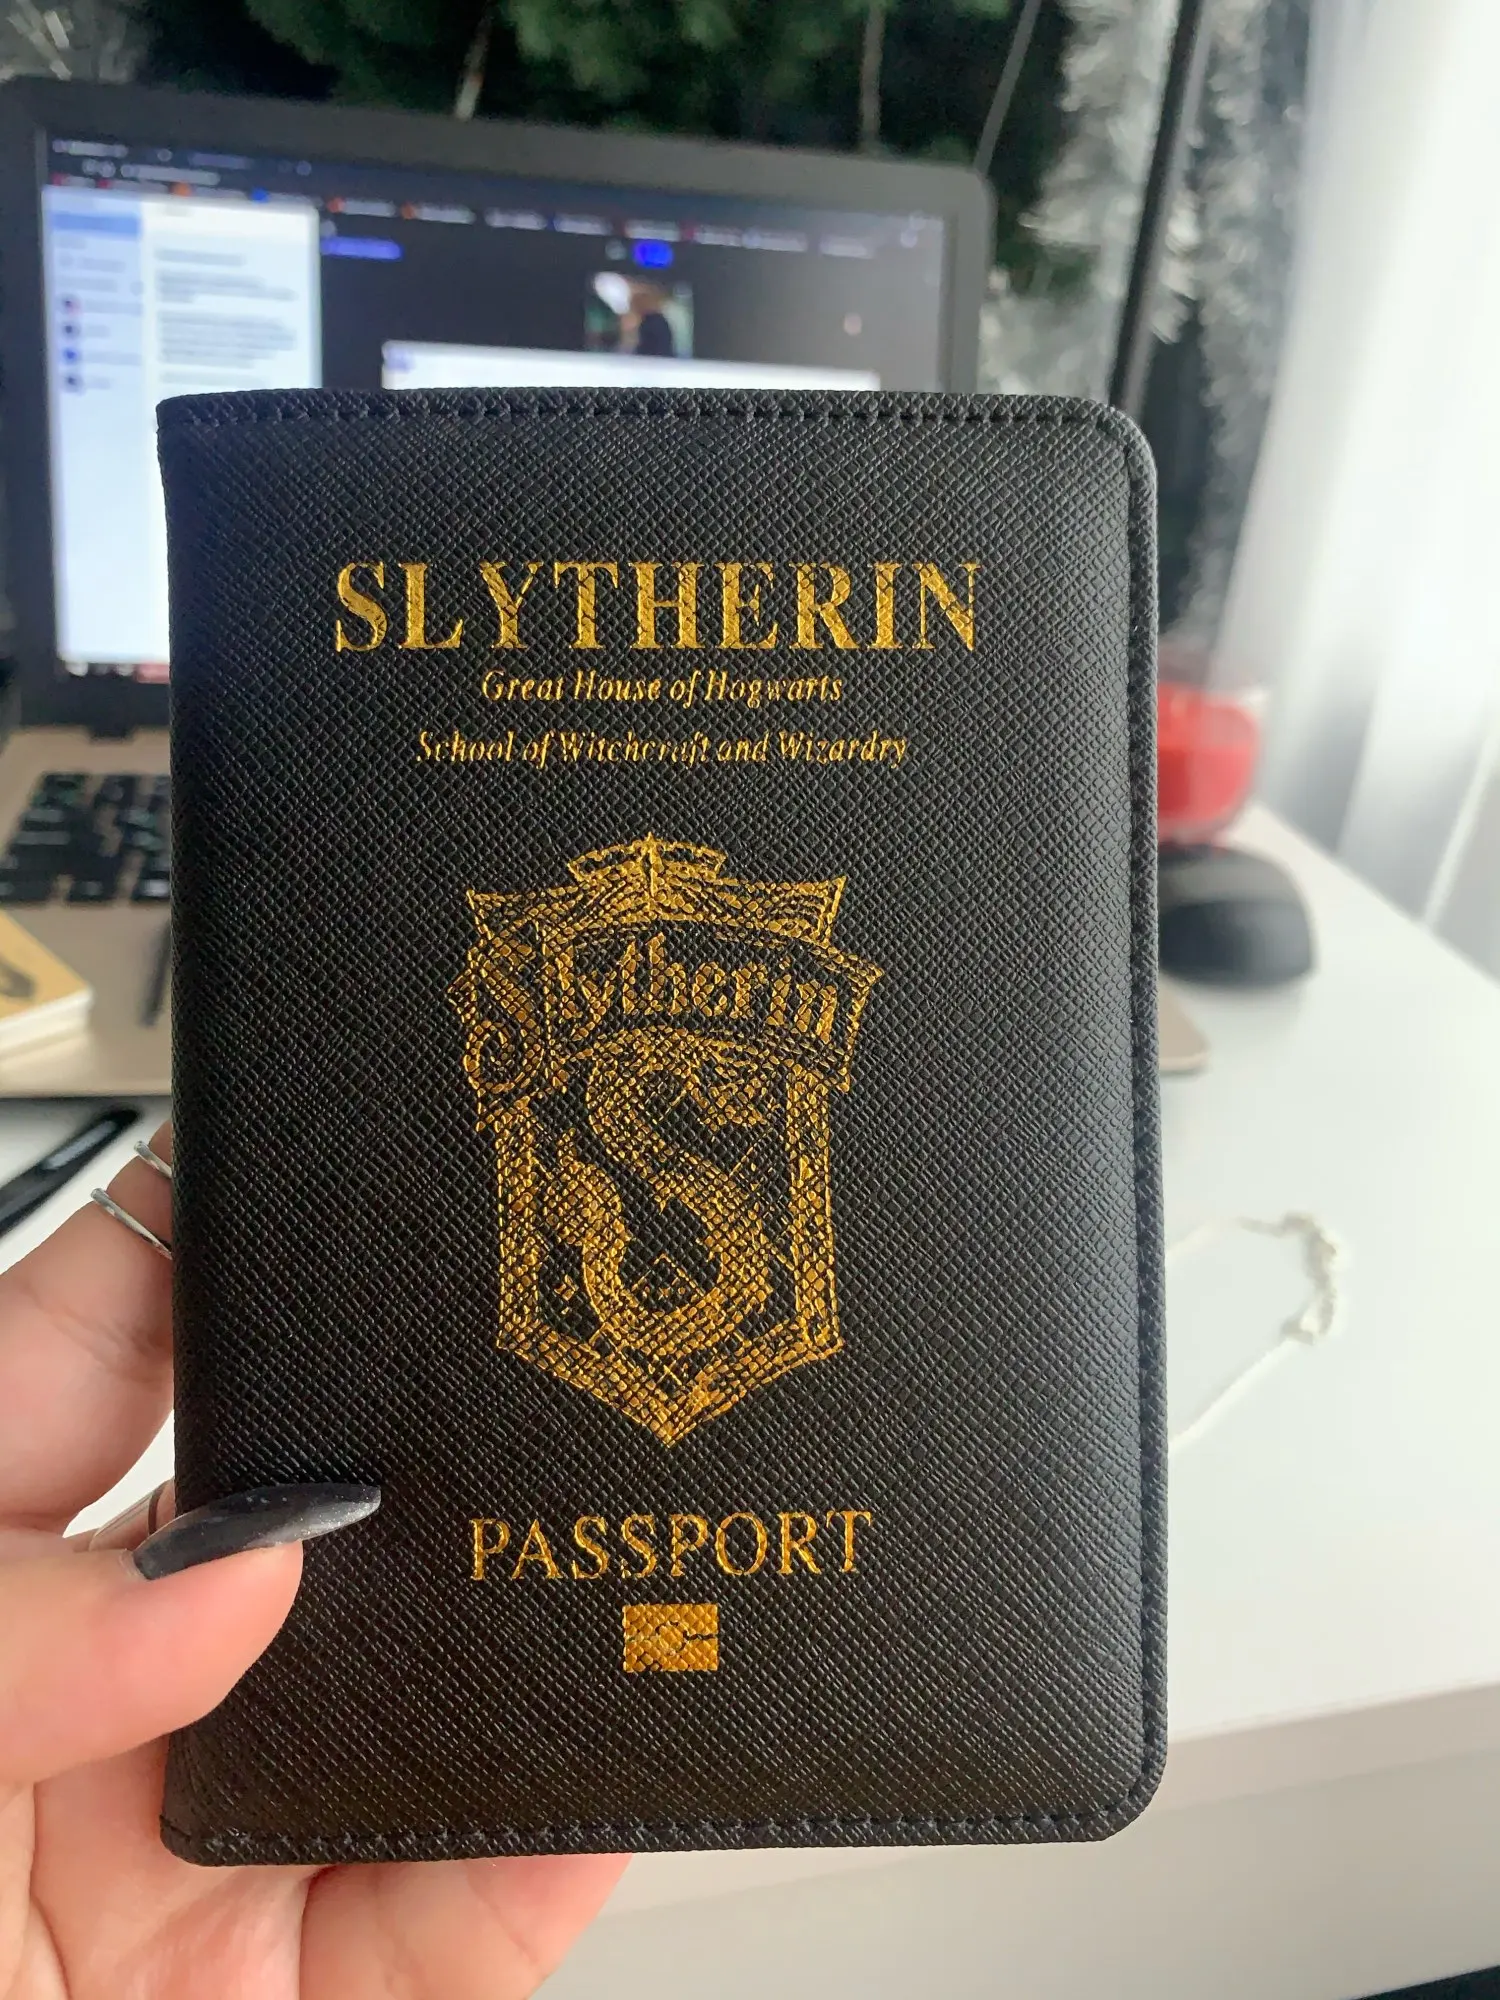 SLYTHERIN
Great House of Hogwarts
School of Witchcraft and Wizardry
Slytherin
PASSPORT